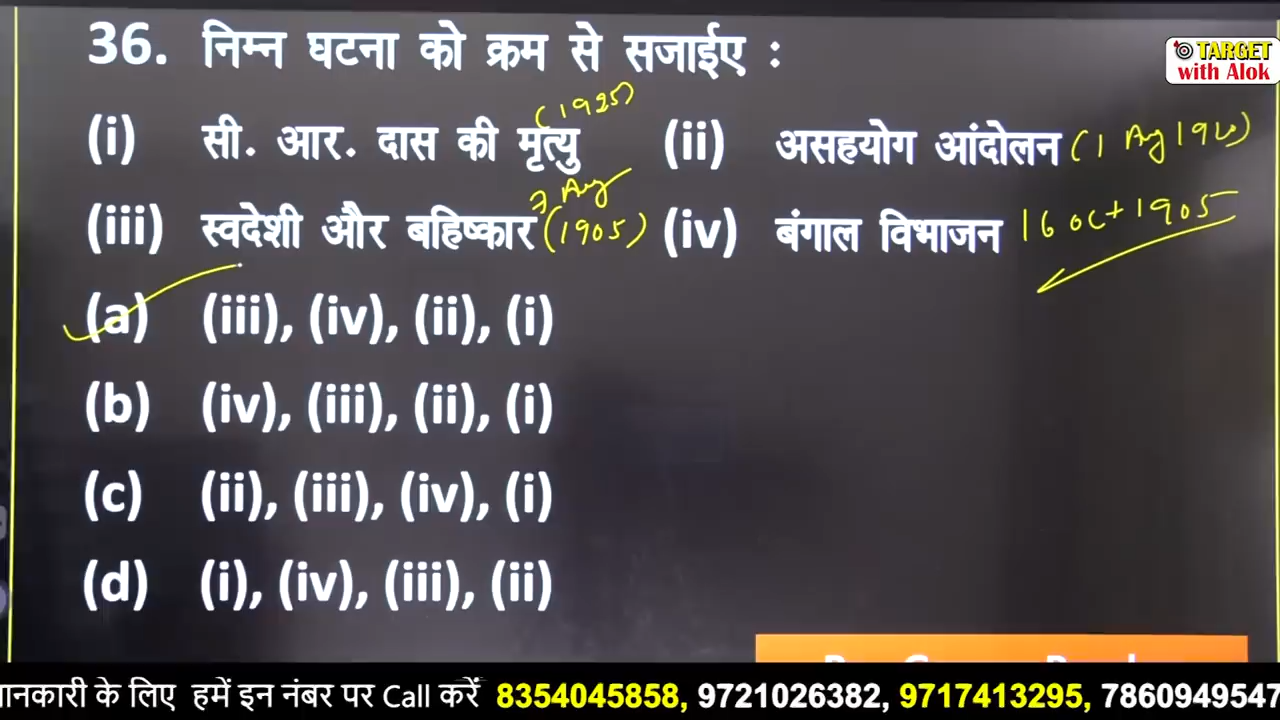 36. निम्न घटना को क्रम से सजाईए :
TARGET
with Alok
(i) सी. आर. दास की मृत्यु (1925) (ii) असहयोग आंदोलन (1 Aug 1920)
(iii) स्वदेशी और बहिष्कार 7 Aug (1905) (iv) बंगाल विभाजन 16 oct 1905
(a) (iii), (iv), (ii), (i)
(b) (iv), (iii), (ii), (i)
(c) (ii), (iii), (iv), (i)
(d) (i), (iv), (iii), (ii)
ानकारी के लिए हमें इन नंबर पर Call करें 8354045858, 9721026382, 9717413295, 7860949547